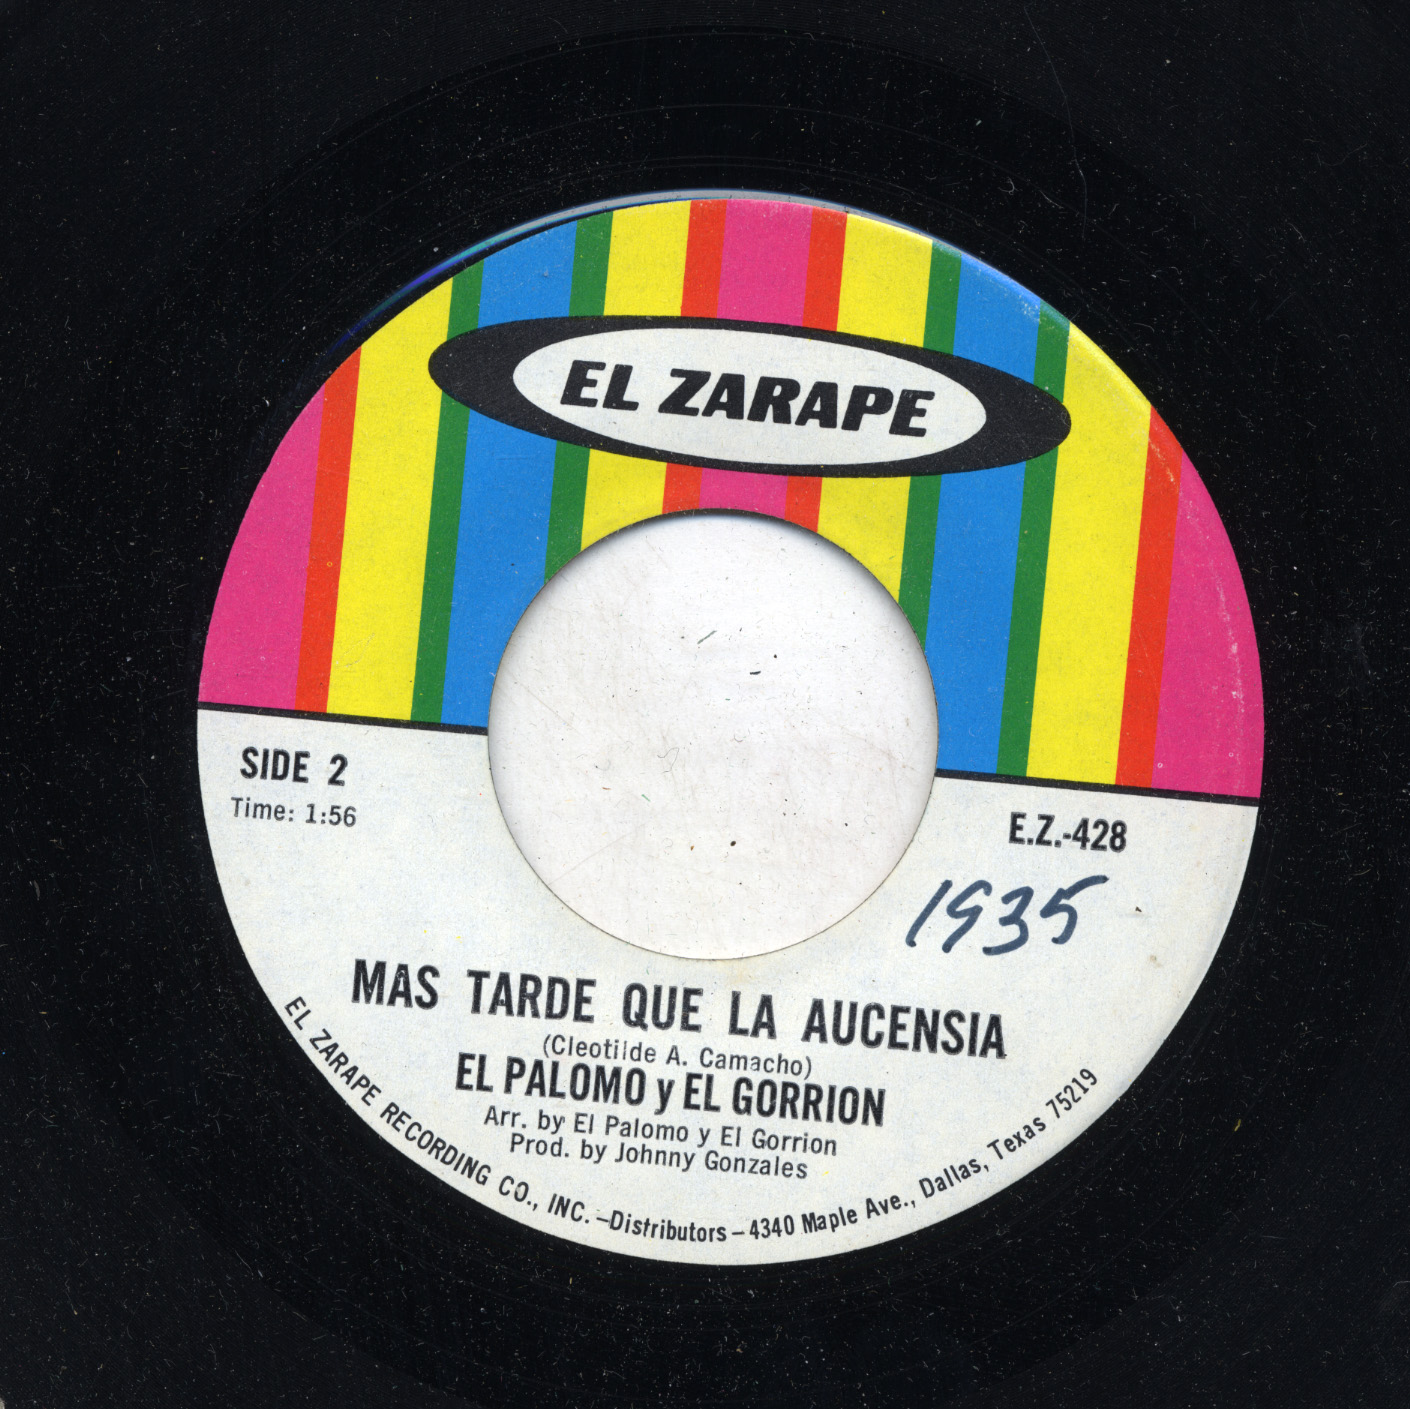 EL ZARAPE
SIDE 2
Time: 1:56
E.Z.-428
1935
MAS TARDE QUE LA AUCENSIA
(Cleotilde A. Camacho)
EL PALOMO y EL GORRION
Arr. by El Palomo y El Gorrion
Prod. by Johnny Gonzales
EL ZARAPE RECORDING CO., INC. –Distributors – 4340 Maple Ave., Dallas, Texas 75219